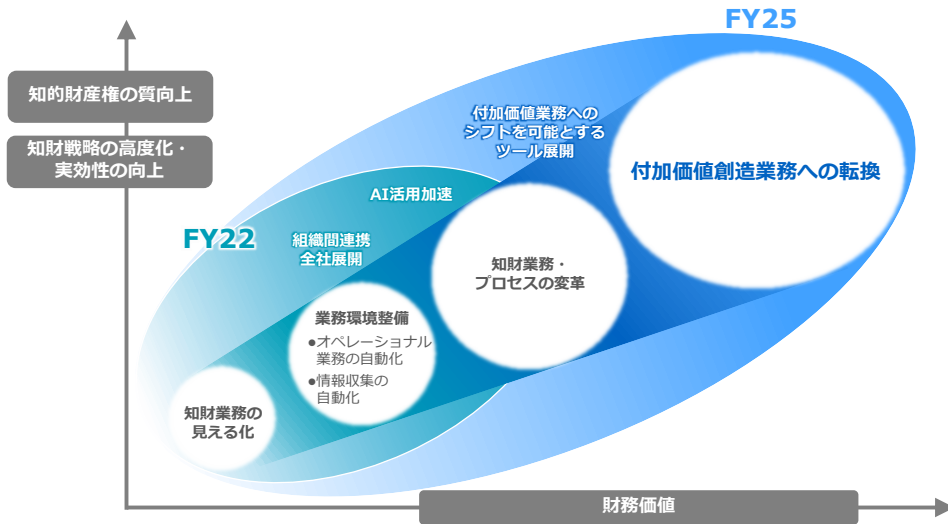 FY25
知的財産権の質向上
知財戦略の高度化・
実効性の向上
付加価値業務への
シフトを可能とする
ツール展開
付加価値創造業務への転換
AI活用加速
FY22
組織間連携
全社展開
知財業務・
プロセスの変革
業務環境整備
●オペレーショナル
業務の自動化
●情報収集の
自動化
知財業務の
見える化
財務価値